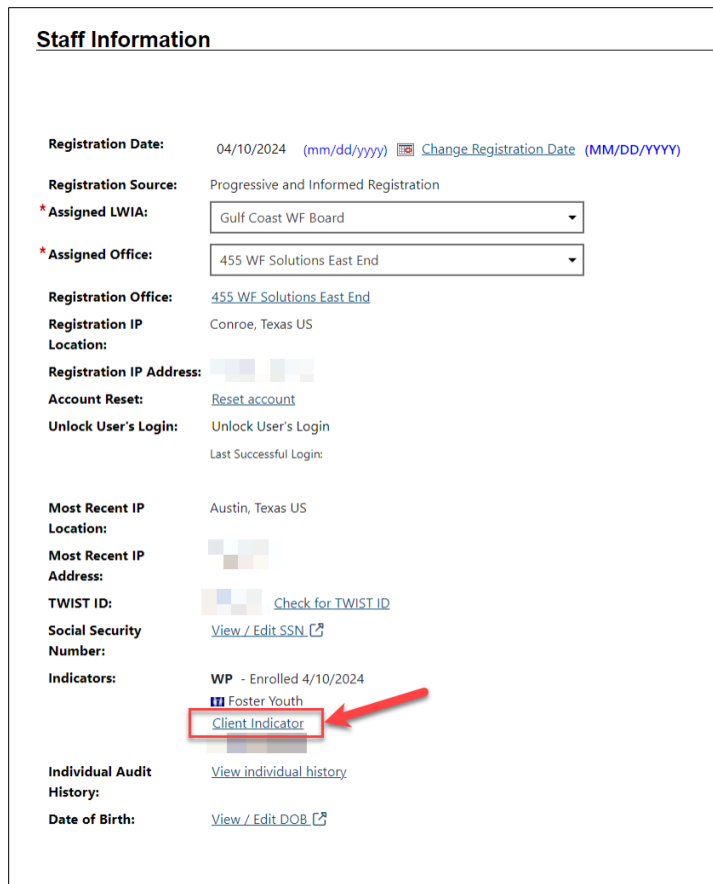 Staff Information
Registration Date: 04/10/2024 (mm/dd/yyyy) Change Registration Date (MM/DD/YYYY)
Registration Source: Progressive and Informed Registration
*Assigned LWIA: Gulf Coast WF Board
*Assigned Office: 455 WF Solutions East End
Registration Office: 455 WF Solutions East End
Registration IP Conroe, Texas US
Location:
Registration IP Address:
Account Reset: Reset account
Unlock User's Login: Unlock User's Login
Last Successful Login:
Most Recent IP Austin, Texas US
Location:
Most Recent IP
Address:
TWIST ID: Check for TWIST ID
Social Security View / Edit SSN
Number:
Indicators: WP - Enrolled 4/10/2024
Foster Youth
Client Indicator
Individual Audit View individual history
History:
Date of Birth: View / Edit DOB